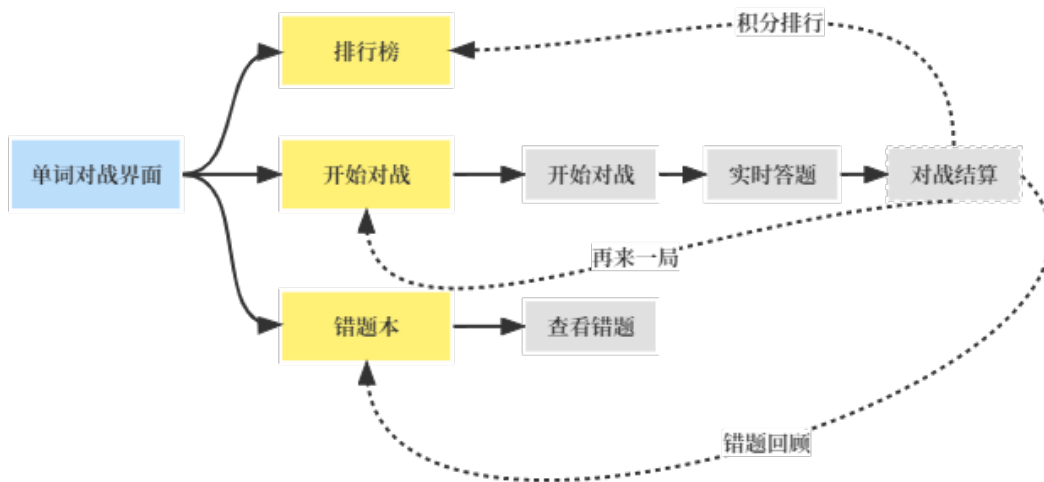 积分排行
排行榜
单词对战界面
开始对战
开始对战
实时答题
对战结算
再来一局
错题本
查看错题
错题回顾